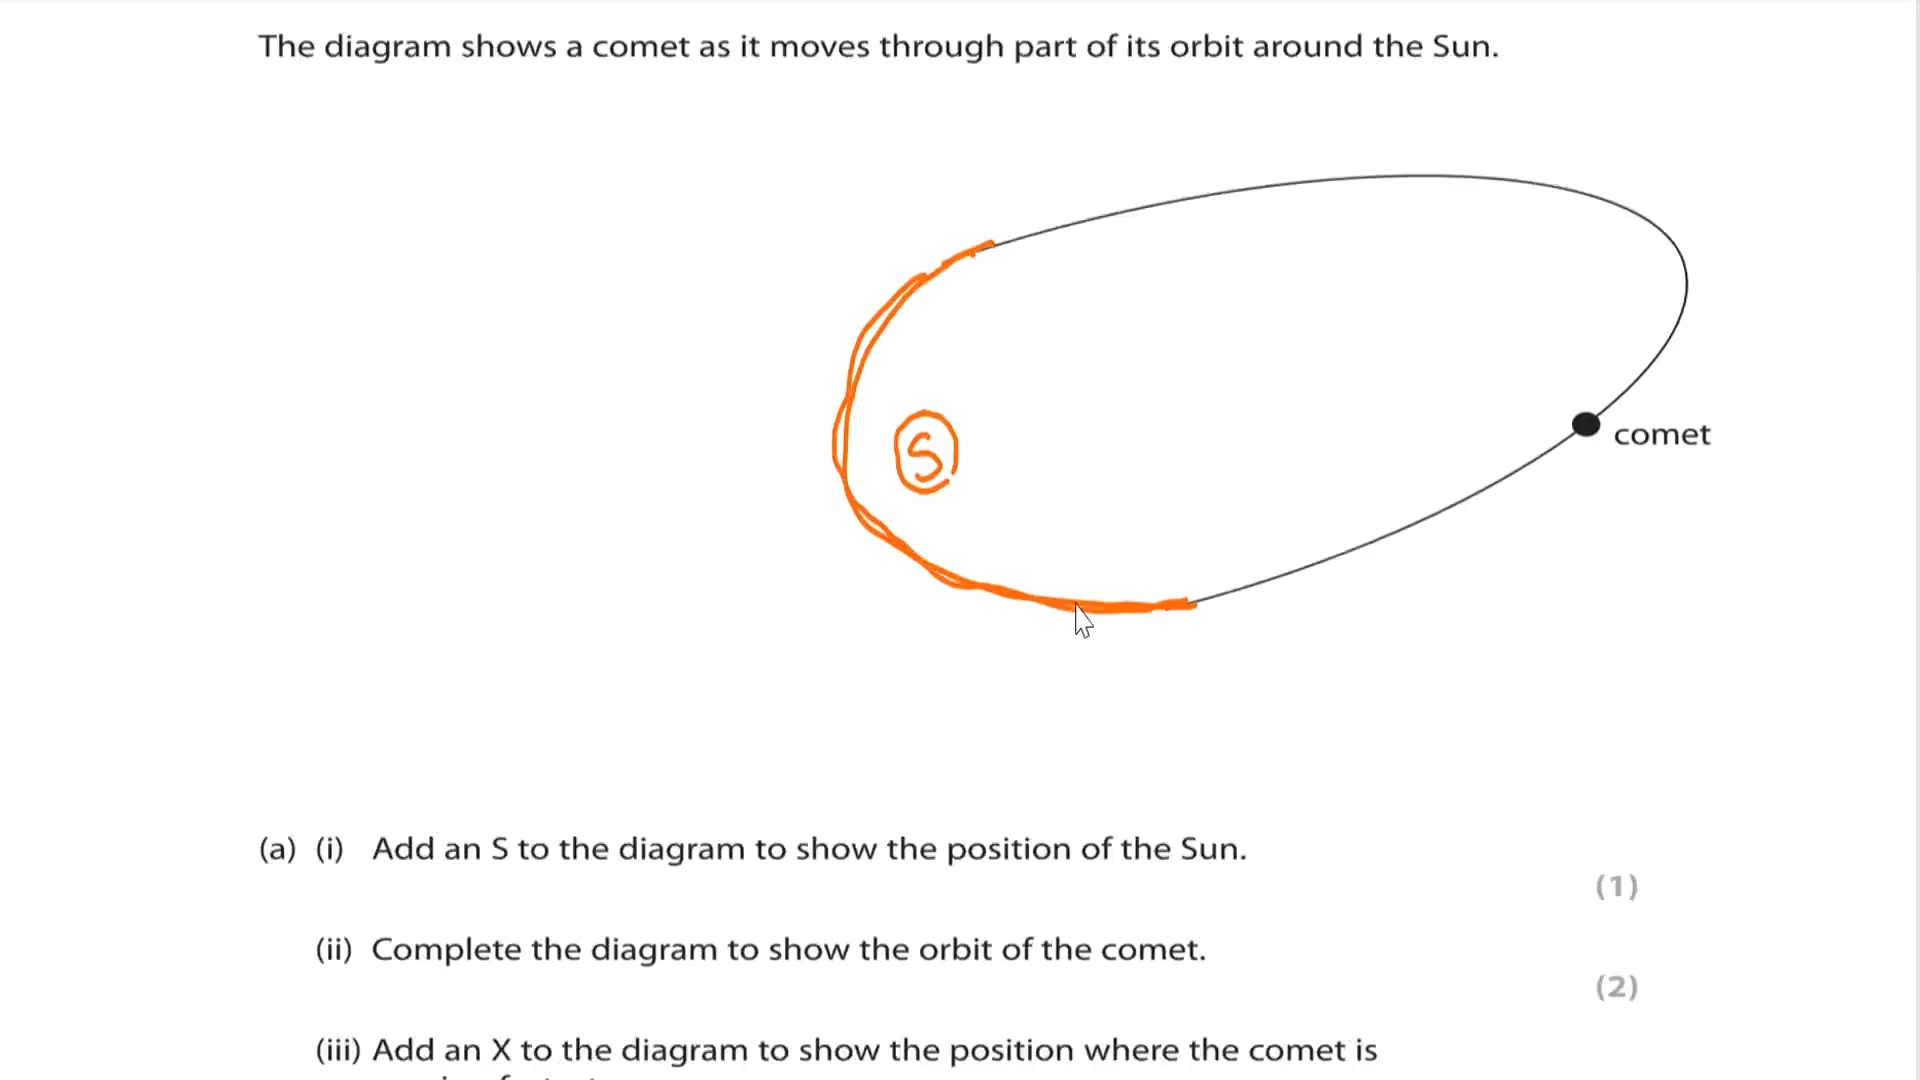 The diagram shows a comet as it moves through part of its orbit around the Sun.
S
comet
(a) (i) Add an S to the diagram to show the position of the Sun.
(1)
(ii) Complete the diagram to show the orbit of the comet.
(2)
(iii) Add an X to the diagram to show the position where the comet is